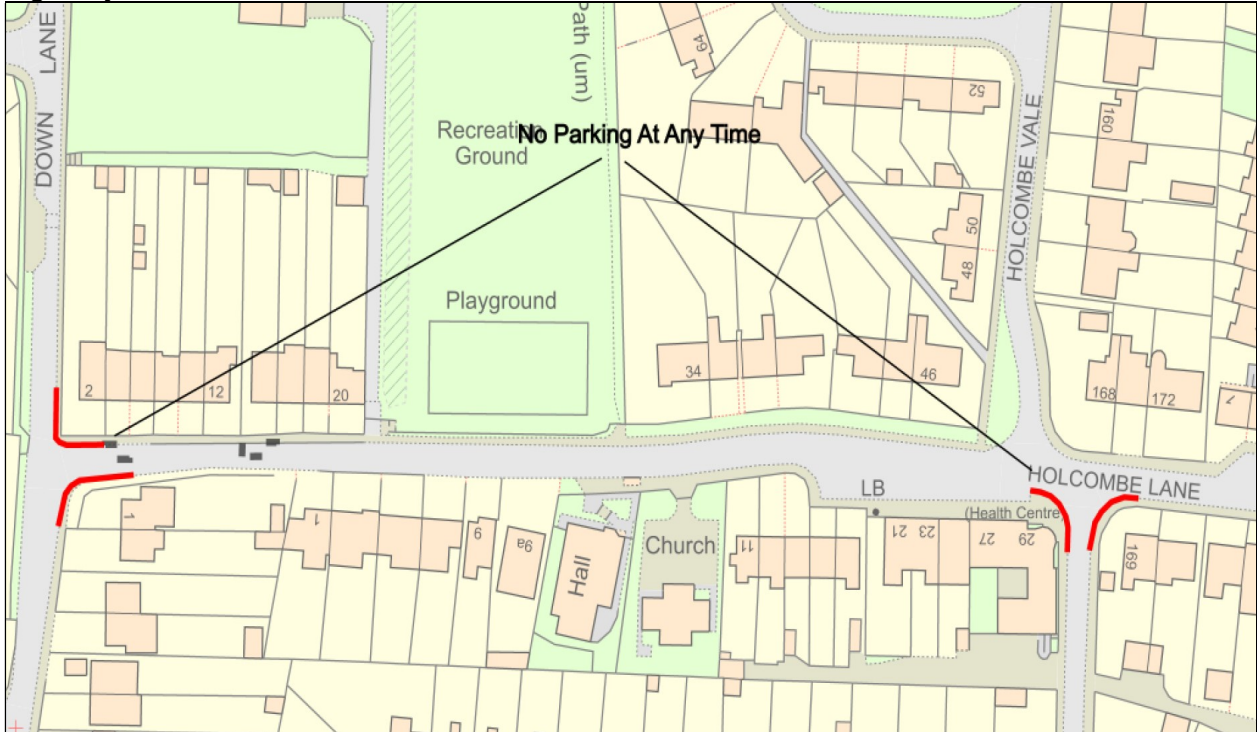 DOWN LANE
Path (um)
64
52
160
Recreation
Ground
No Parking At Any Time
HOLCOMBE VALE
50
48
Playground
34
46
2
12
20
168
172
7
HOLCOMBE LANE
LB
(Health Centre)
1
1
9
9a
Hall
Church
11
21
23
27
29
169